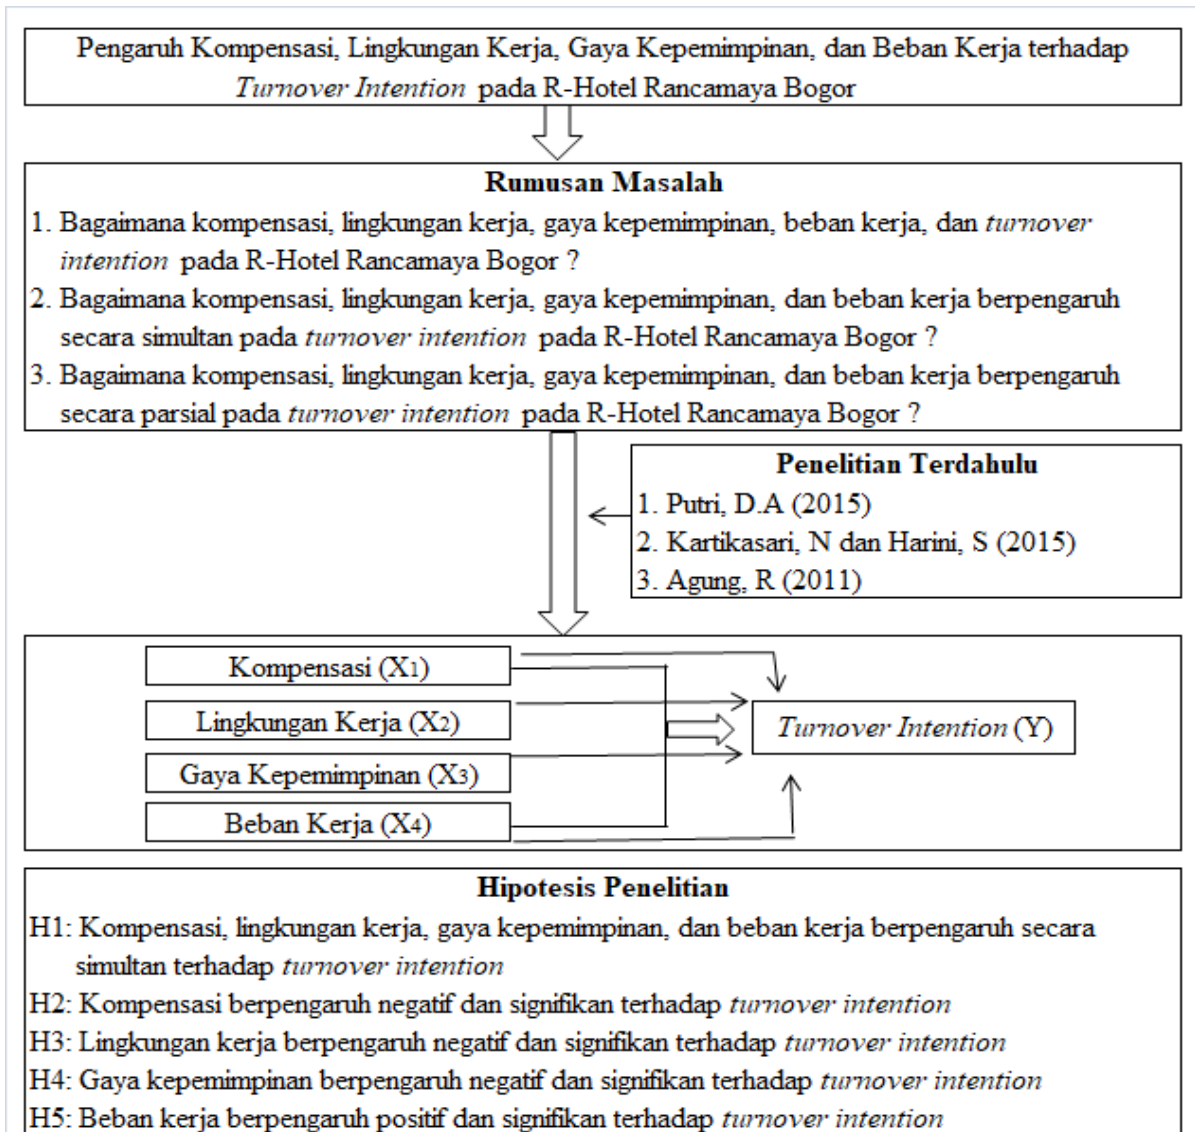 Pengaruh Kompensasi, Lingkungan Kerja, Gaya Kepemimpinan, dan Beban Kerja terhadap
Turnover Intention pada R-Hotel Rancamaya Bogor
Rumusan Masalah
1. Bagaimana kompensasi, lingkungan kerja, gaya kepemimpinan, beban kerja, dan turnover
intention pada R-Hotel Rancamaya Bogor ?
2. Bagaimana kompensasi, lingkungan kerja, gaya kepemimpinan, dan beban kerja berpengaruh
secara simultan pada turnover intention pada R-Hotel Rancamaya Bogor ?
3. Bagaimana kompensasi, lingkungan kerja, gaya kepemimpinan, dan beban kerja berpengaruh
secara parsial pada turnover intention pada R-Hotel Rancamaya Bogor ?
Penelitian Terdahulu
1. Putri, D.A (2015)
2. Kartikasari, N dan Harini, S (2015)
3. Agung, R (2011)
Kompensasi (X1)
Lingkungan Kerja (X2)
Turnover Intention (Y)
Gaya Kepemimpinan (X3)
Beban Kerja (X4)
Hipotesis Penelitian
H1: Kompensasi, lingkungan kerja, gaya kepemimpinan, dan beban kerja berpengaruh secara
simultan terhadap turnover intention
H2: Kompensasi berpengaruh negatif dan signifikan terhadap turnover intention
H3: Lingkungan kerja berpengaruh negatif dan signifikan terhadap turnover intention
H4: Gaya kepemimpinan berpengaruh negatif dan signifikan terhadap turnover intention
H5: Beban kerja berpengaruh positif dan signifikan terhadap turnover intention